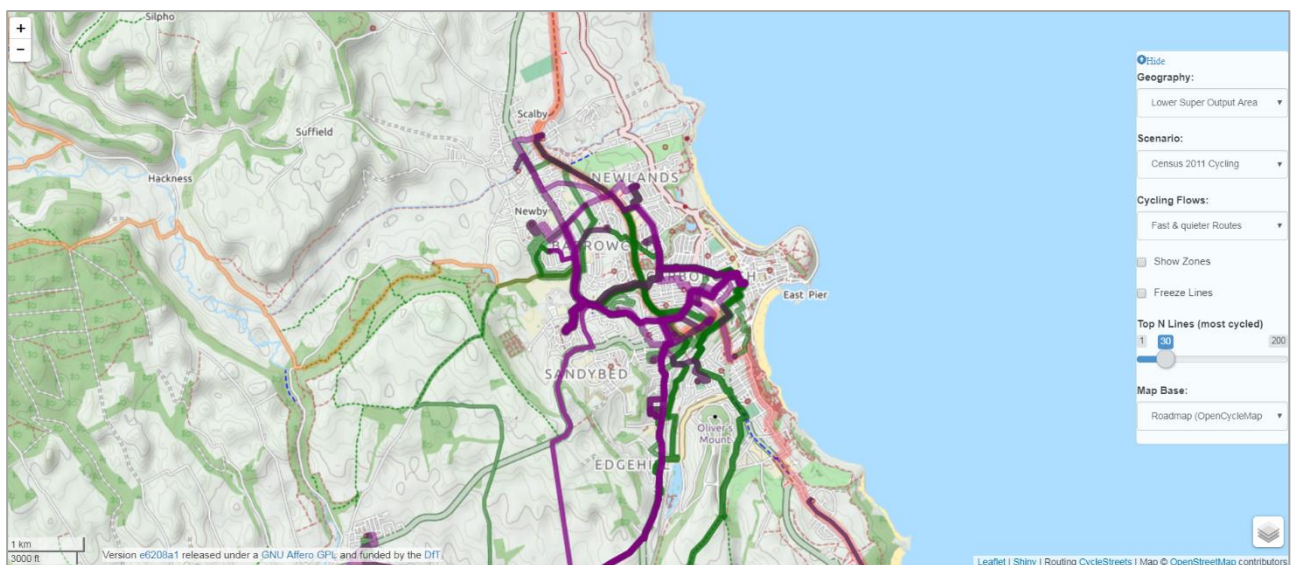 +
−
Silpho
Scalby
Suffield
Hackness
NEWLANDS
Newby
East Pier
SANDYBED
Oliver's
Mount
EDGEHILL
1 km
3000 ft
Version e6208a1 released under a GNU Affero GPL and funded by the DfT
Hide
Geography:
Lower Super Output Area
Scenario:
Census 2011 Cycling
Cycling Flows:
Fast & quieter Routes
Show Zones
Freeze Lines
Top N Lines (most cycled)
1 30 200
Map Base:
Roadmap (OpenCycleMap
Leaflet | Shiny | Routing CycleStreets | Map © OpenStreetMap contributors